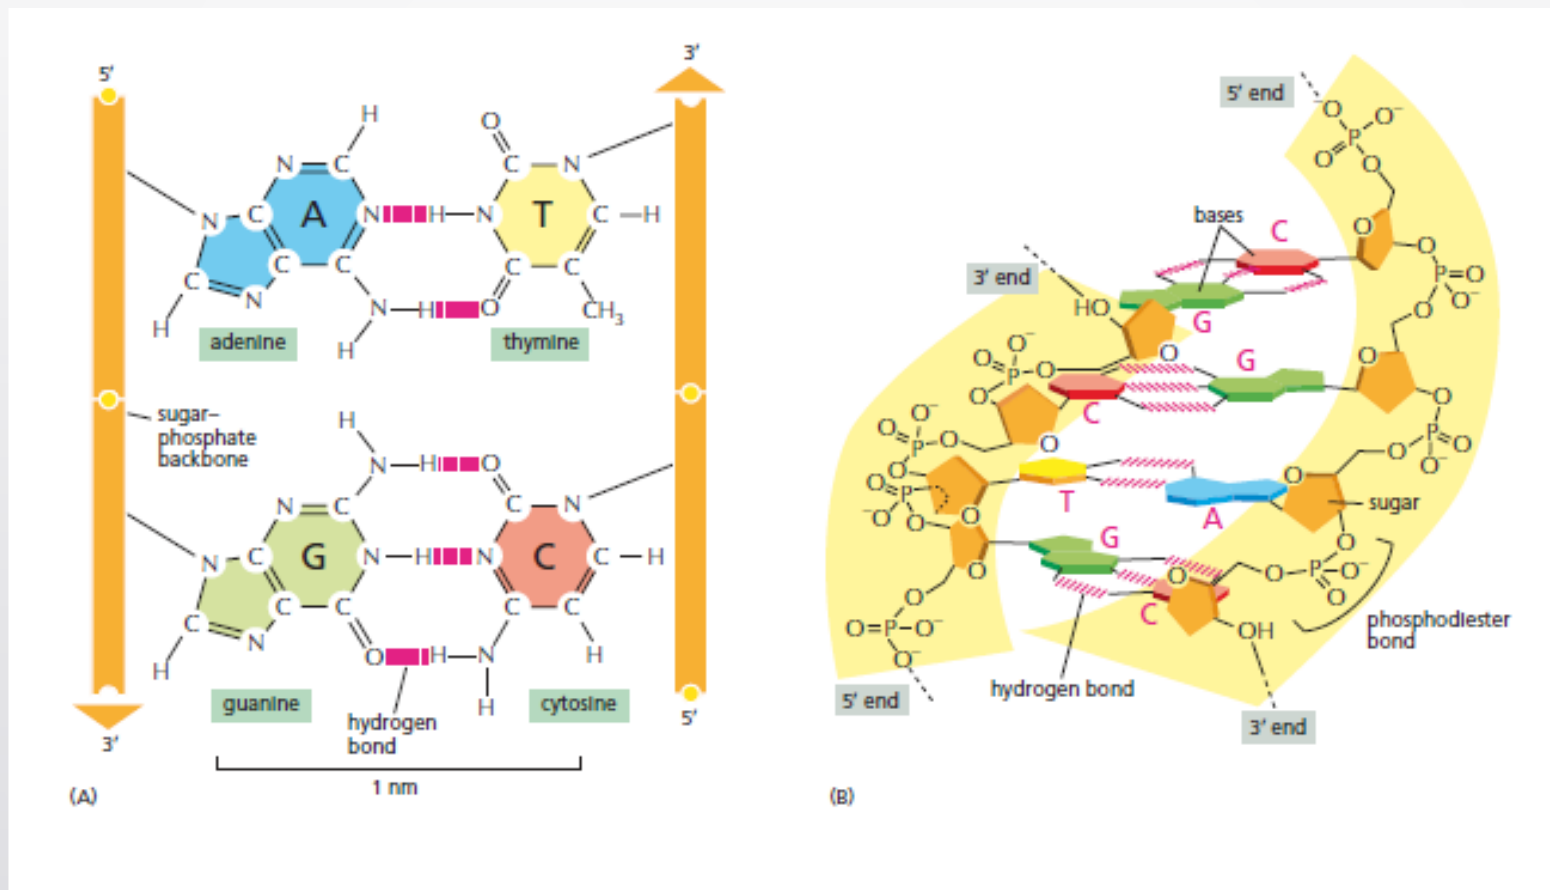 5′
3′
H
O
N
C
C
N
N
C
A
N
H
N
T
C
H
C
C
C
C
C
N
N
H
O
CH3
H
H
adenine
thymine
sugar–
phosphate
backbone
H
N
H
O
N
C
C
N
N
C
G
N
H
N
C
C
H
C
C
C
C
C
N
O
H
N
H
H
H
guanine
cytosine
hydrogen
bond
3′
5′
1 nm
(A)
5′ end
⁻O
O⁻
P
O
O
bases
C
O
O
3′ end
P=O
O⁻
HO
O
G
O⁻
O
P
O
O
O
G
O
C
O
O⁻
O
P
O
O
O
P
O
O⁻
O
O
P
⁻O
O
O
T
A
O
sugar
G
O
O
O
O
P
O⁻
O
C
O
phosphodiester
bond
O=P–O⁻
O⁻
OH
hydrogen bond
5′ end
3′ end
(B)